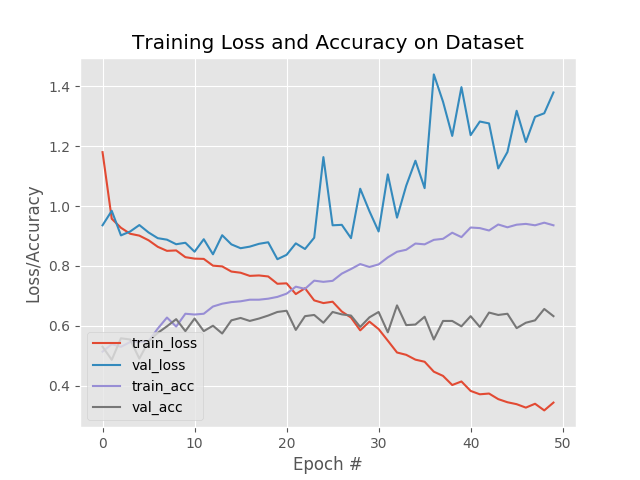 Training Loss and Accuracy on Dataset
Loss/Accuracy
1.4
1.2
1.0
0.8
0.6
0.4
train_loss
val_loss
train_acc
val_acc
0 10 20 30 40 50
Epoch #